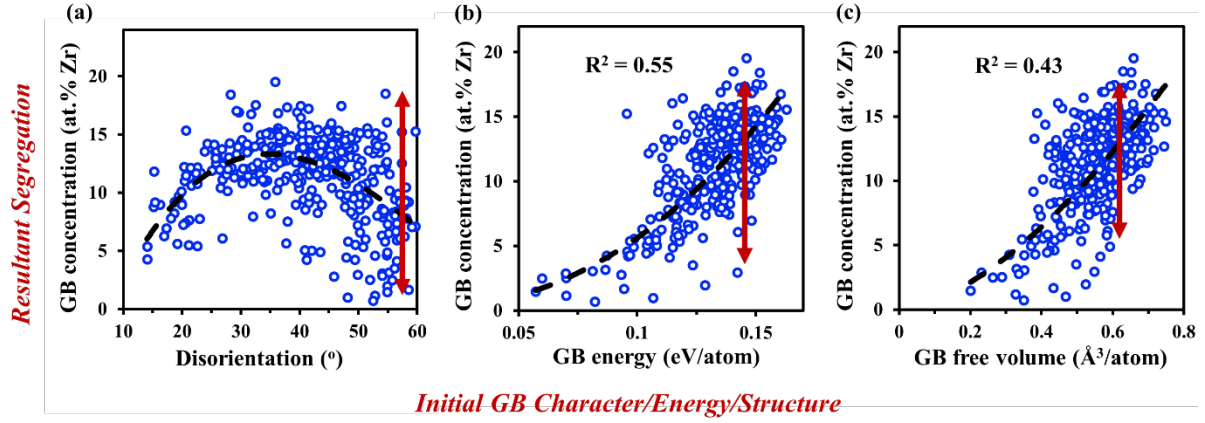 (a)
(b)
(c)
Resultant Segregation
GB concentration (at.% Zr)
20
15
10
5
0
10 20 30 40 50 60
Disorientation (°)
GB concentration (at.% Zr)
R² = 0.55
20
15
10
5
0
0.05 0.1 0.15
GB energy (eV/atom)
GB concentration (at.% Zr)
R² = 0.43
20
15
10
5
0
0 0.2 0.4 0.6 0.8
GB free volume (Å³/atom)
Initial GB Character/Energy/Structure